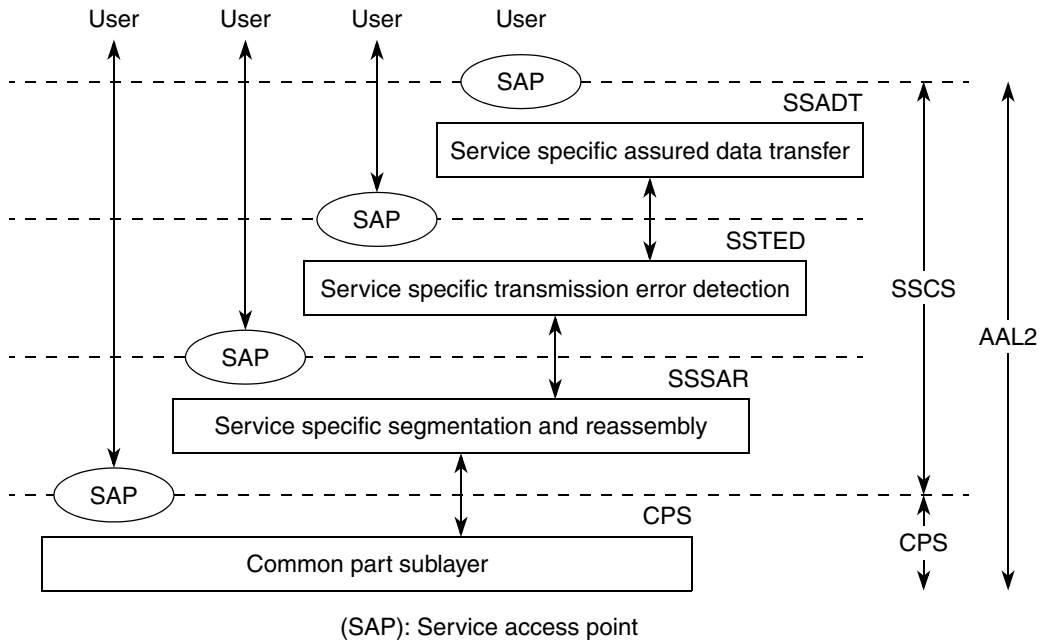 User User User User
SAP
SSADT
Service specific assured data transfer
SAP
SSTED
Service specific transmission error detection
SSCS
AAL2
SAP
SSSAR
Service specific segmentation and reassembly
SAP
CPS
CPS
Common part sublayer
(SAP): Service access point